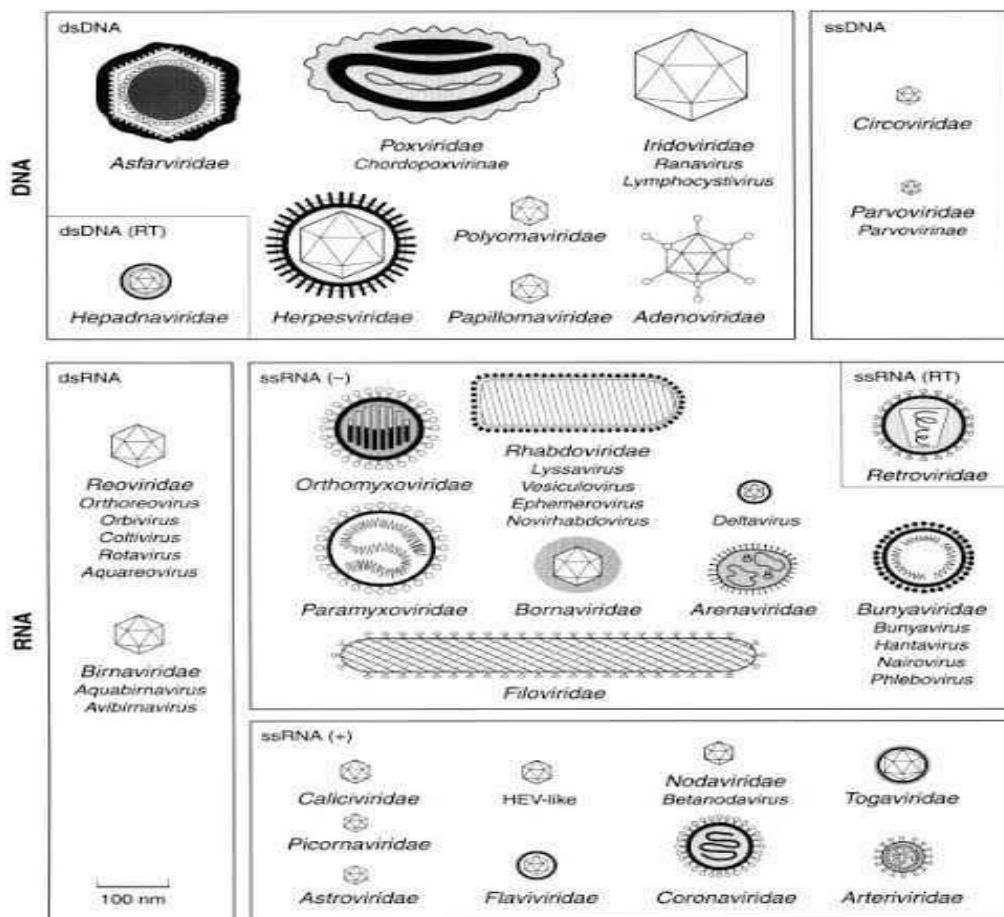 dsDNA
Asfarviridae
Poxviridae
Chordopoxvirinae
Iridoviridae
Ranavirus
Lymphocystivirus
dsDNA (RT)
Hepadnaviridae
Herpesviridae
Polyomaviridae
Papillomaviridae
Adenoviridae
ssDNA
Circoviridae
Parvoviridae
Parvovirinae
DNA
dsRNA
Reoviridae
Orthoreovirus
Orbivirus
Coltivirus
Rotavirus
Aquareovirus
Birnaviridae
Aquabirnavirus
Avibirnavirus
100 nm
RNA
ssRNA (–)
Orthomyxoviridae
Rhabdoviridae
Lyssavirus
Vesiculovirus
Ephemerovirus
Novirhabdovirus
Deltavirus
ssRNA (RT)
Retroviridae
Paramyxoviridae
Bornaviridae
Arenaviridae
Bunyaviridae
Bunyavirus
Hantavirus
Nairovirus
Phlebovirus
Filoviridae
ssRNA (+)
Caliciviridae
HEV-like
Nodaviridae
Betanodavirus
Togaviridae
Picornaviridae
Astroviridae
Flaviviridae
Coronaviridae
Arteriviridae